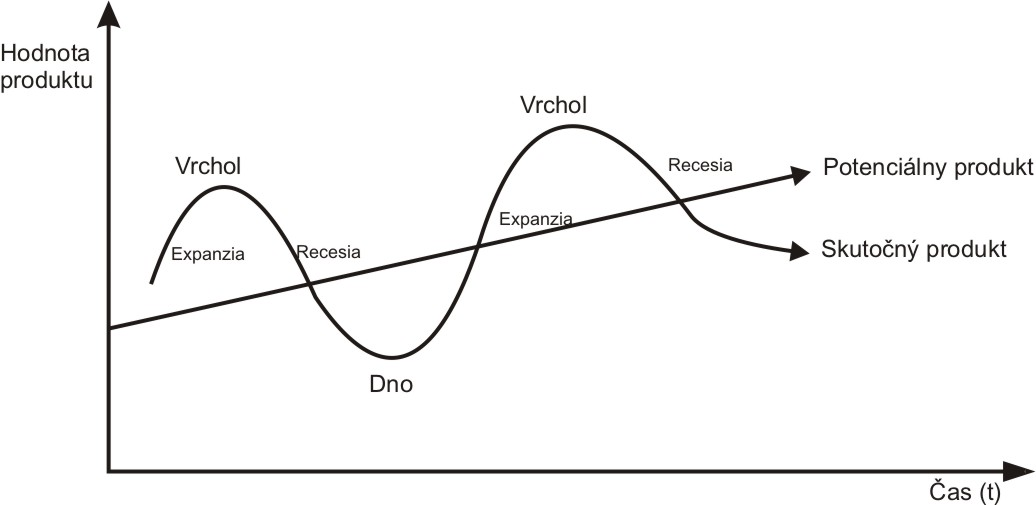 Hodnota
produktu
Vrchol
Vrchol
Recesia
Potenciálny produkt
Expanzia
Expanzia
Recesia
Skutočný produkt
Dno
Čas (t)